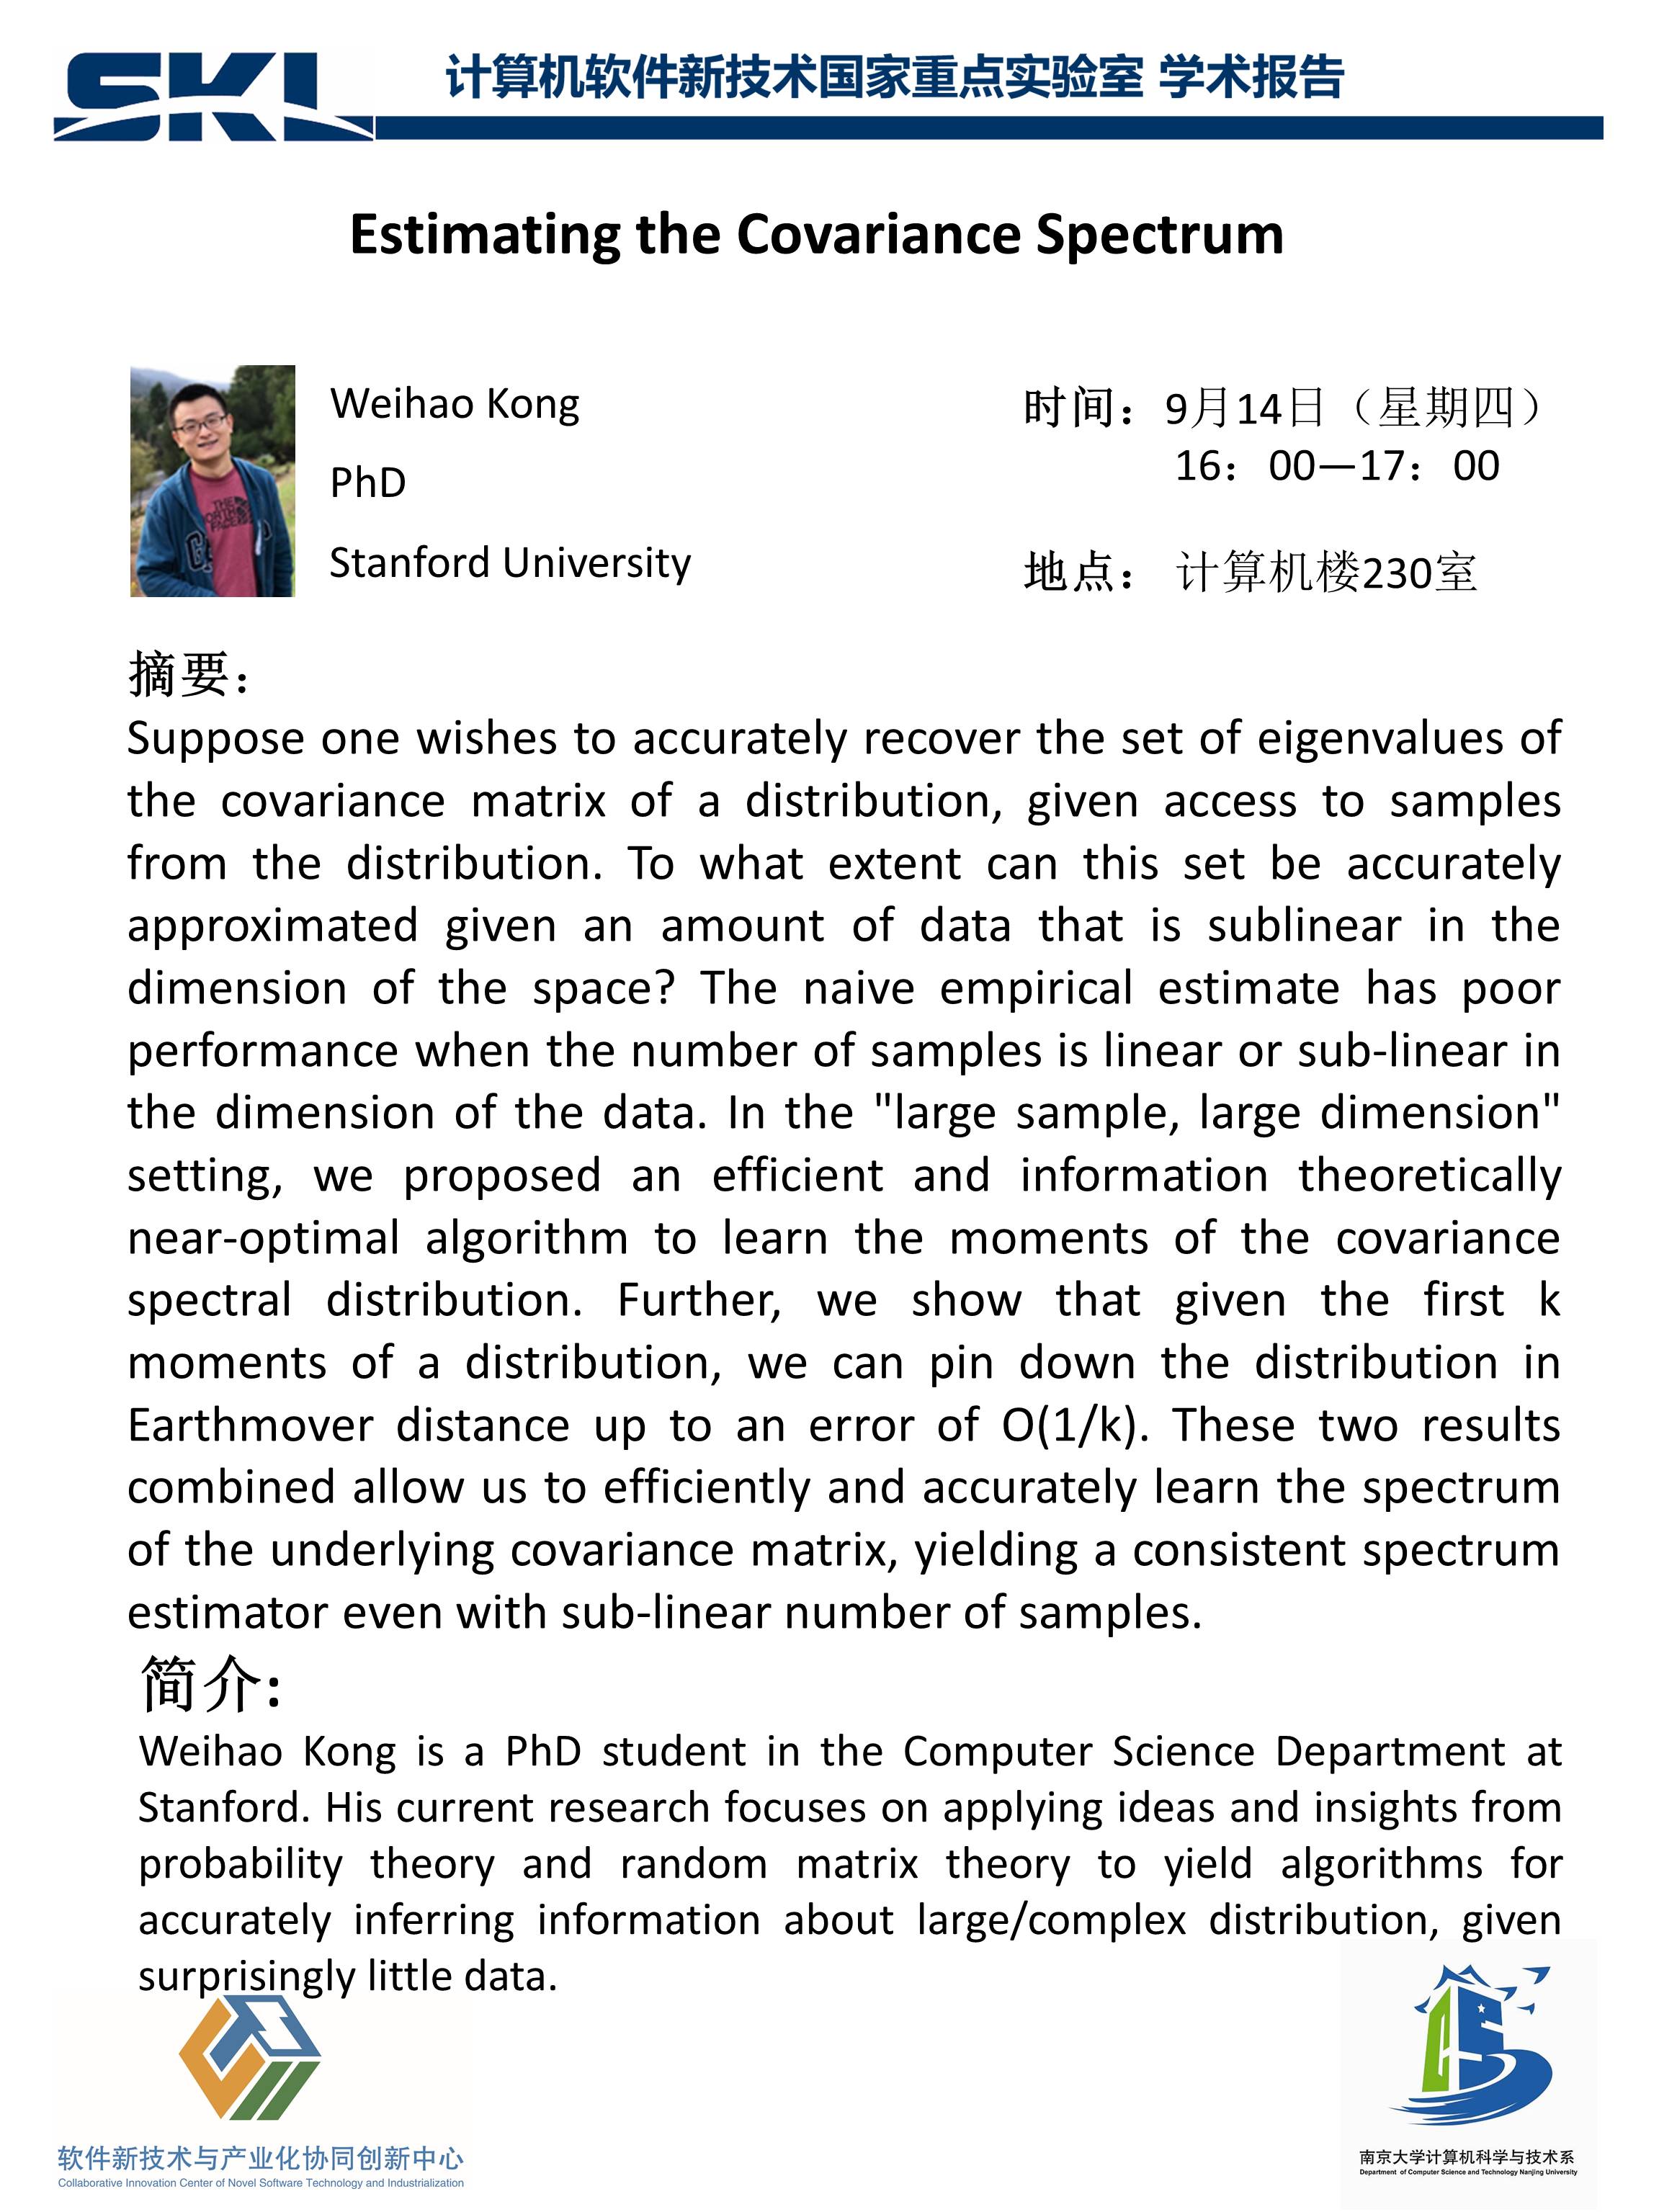 SKL
计算机软件新技术国家重点实验室 学术报告
Estimating the Covariance Spectrum
Weihao Kong
PhD
Stanford University
时间：9月14日（星期四）
16：00—17：00
地点： 计算机楼230室
THE
NORTH
FACE
摘要：
Suppose one wishes to accurately recover the set of eigenvalues of
the covariance matrix of a distribution, given access to samples
from the distribution. To what extent can this set be accurately
approximated given an amount of data that is sublinear in the
dimension of the space? The naive empirical estimate has poor
performance when the number of samples is linear or sub-linear in
the dimension of the data. In the "large sample, large dimension"
setting, we proposed an efficient and information theoretically
near-optimal algorithm to learn the moments of the covariance
spectral distribution. Further, we show that given the first k
moments of a distribution, we can pin down the distribution in
Earthmover distance up to an error of O(1/k). These two results
combined allow us to efficiently and accurately learn the spectrum
of the underlying covariance matrix, yielding a consistent spectrum
estimator even with sub-linear number of samples.
简介:
Weihao Kong is a PhD student in the Computer Science Department at
Stanford. His current research focuses on applying ideas and insights from
probability theory and random matrix theory to yield algorithms for
accurately inferring information about large/complex distribution, given
surprisingly little data.
软件新技术与产业化协同创新中心
Collaborative Innovation Center of Novel Software Technology and Industrialization
南京大学计算机科学与技术系
Department of Computer Science and Technology Nanjing University